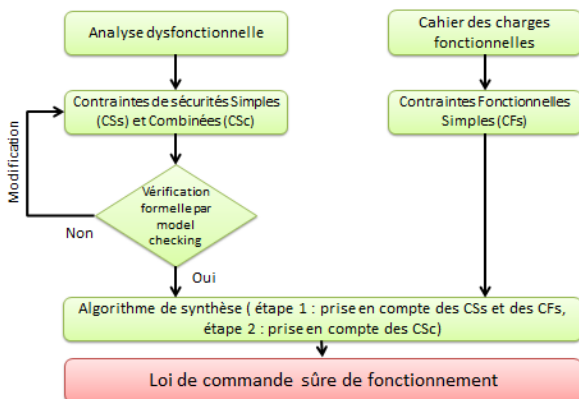 Analyse dysfonctionnelle
Cahier des charges
fonctionnelles
Contraintes de sécurités Simples
(CSs) et Combinées (CSc)
Contraintes Fonctionnelles
Simples (CFs)
Modification
Vérification
formelle par
model
checking
Non
Oui
Algorithme de synthèse ( étape 1 : prise en compte des CSs et des CFs,
étape 2 : prise en compte des CSc)
Loi de commande sûre de fonctionnement